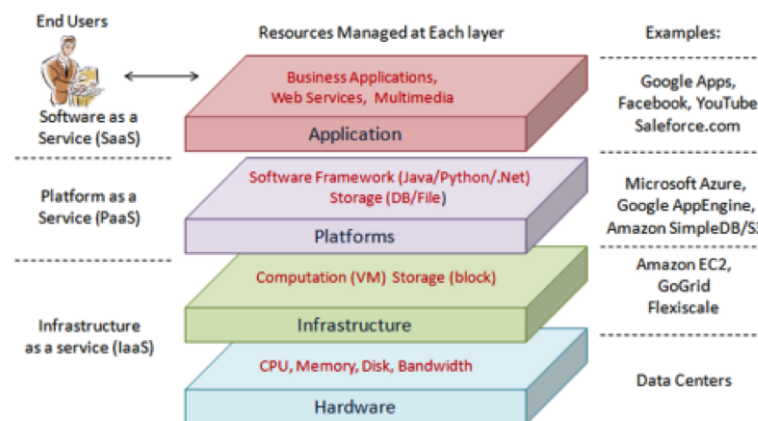 End Users
Resources Managed at Each layer
Examples:
Business Applications,
Web Services, Multimedia
Application
Software as a
Service (SaaS)
Google Apps,
Facebook, YouTube
Saleforce.com
Platform as a
Service (PaaS)
Software Framework (Java/Python/.Net)
Storage (DB/File)
Platforms
Microsoft Azure,
Google AppEngine,
Amazon SimpleDB/S3
Infrastructure
as a service (IaaS)
Computation (VM) Storage (block)
Infrastructure
Amazon EC2,
GoGrid
Flexiscale
CPU, Memory, Disk, Bandwidth
Hardware
Data Centers